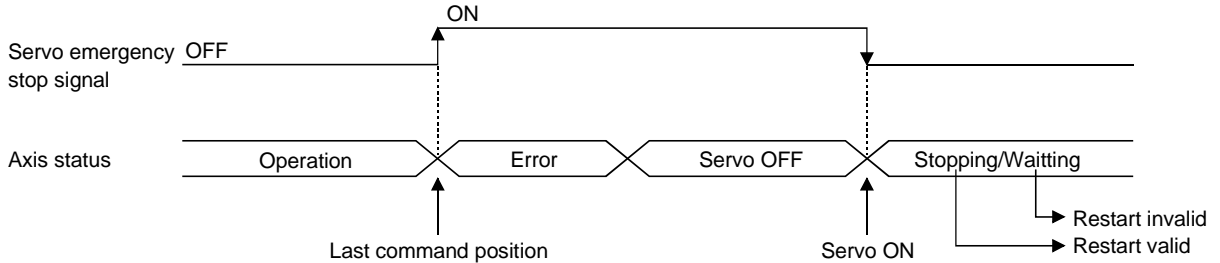 ON
Servo emergency OFF
stop signal
Axis status
Operation
Error
Servo OFF
Stopping/Waitting
Restart invalid
Restart valid
Last command position
Servo ON